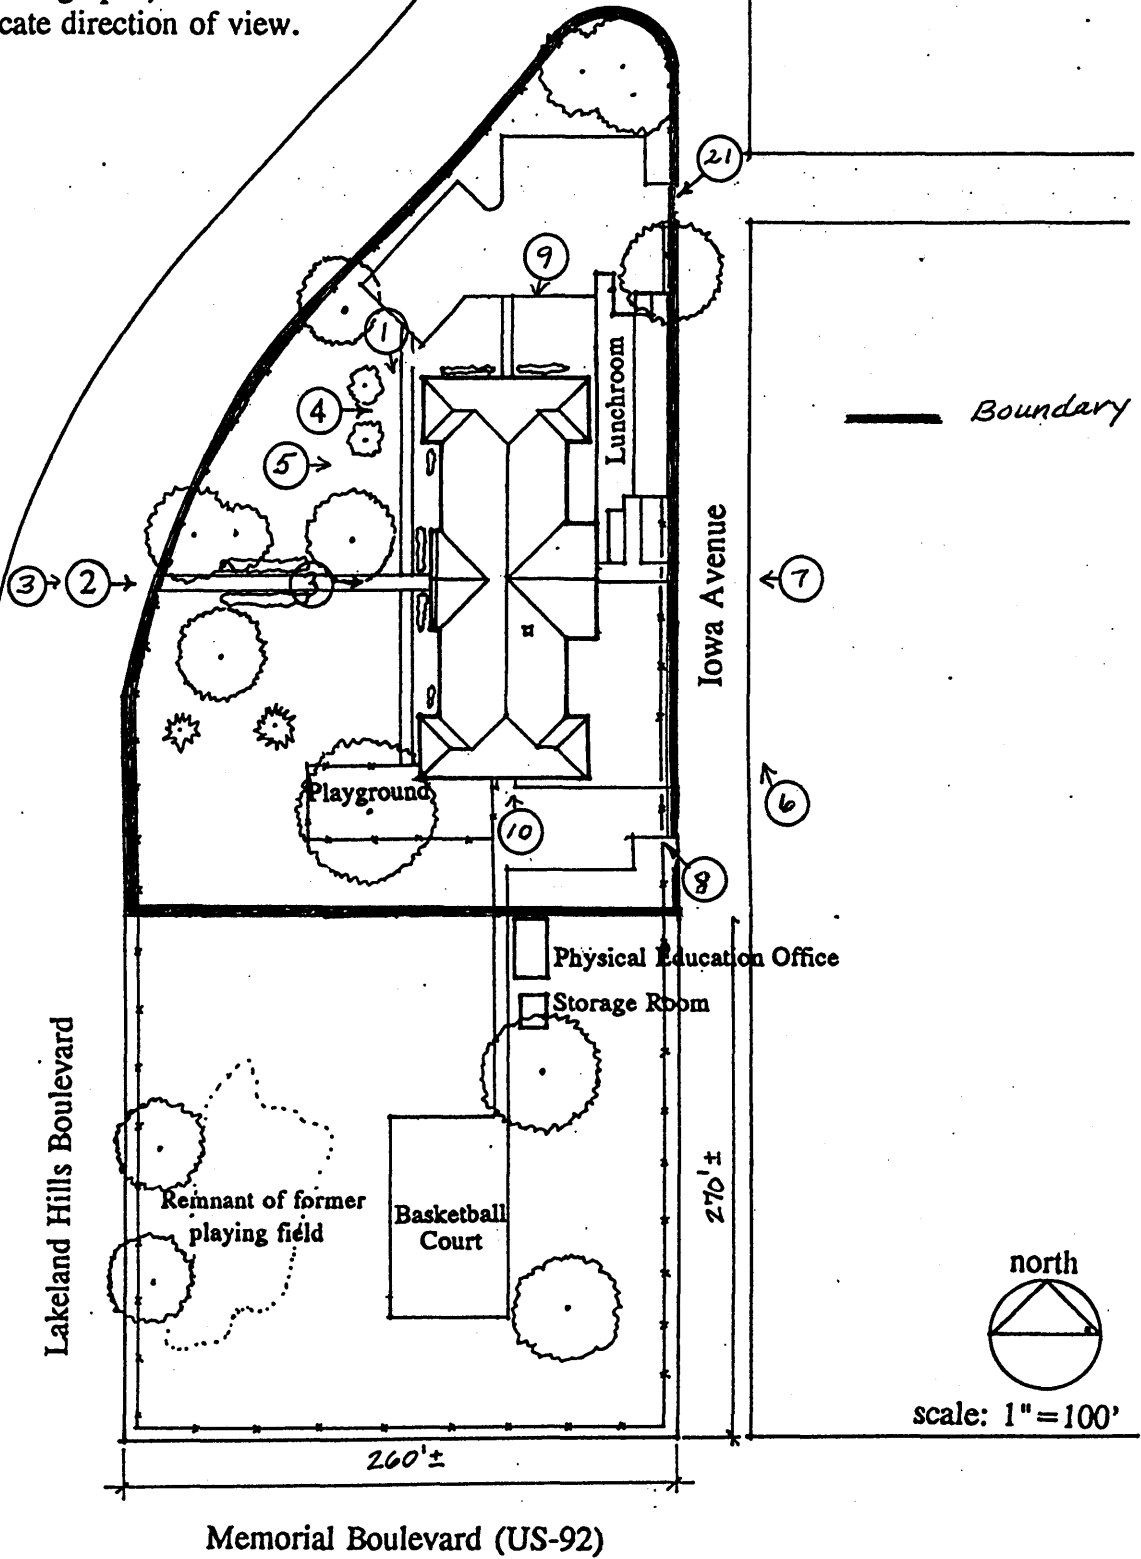 cate direction of view.
21
9
1
4
5
Lunchroom
Boundary
3
2
3
7
Iowa Avenue
Playground
6
10
8
Physical Education Office
Storage Room
Lakeland Hills Boulevard
270'±
Remnant of former
playing field
Basketball
Court
north
scale: 1"=100'
260'±
Memorial Boulevard (US-92)